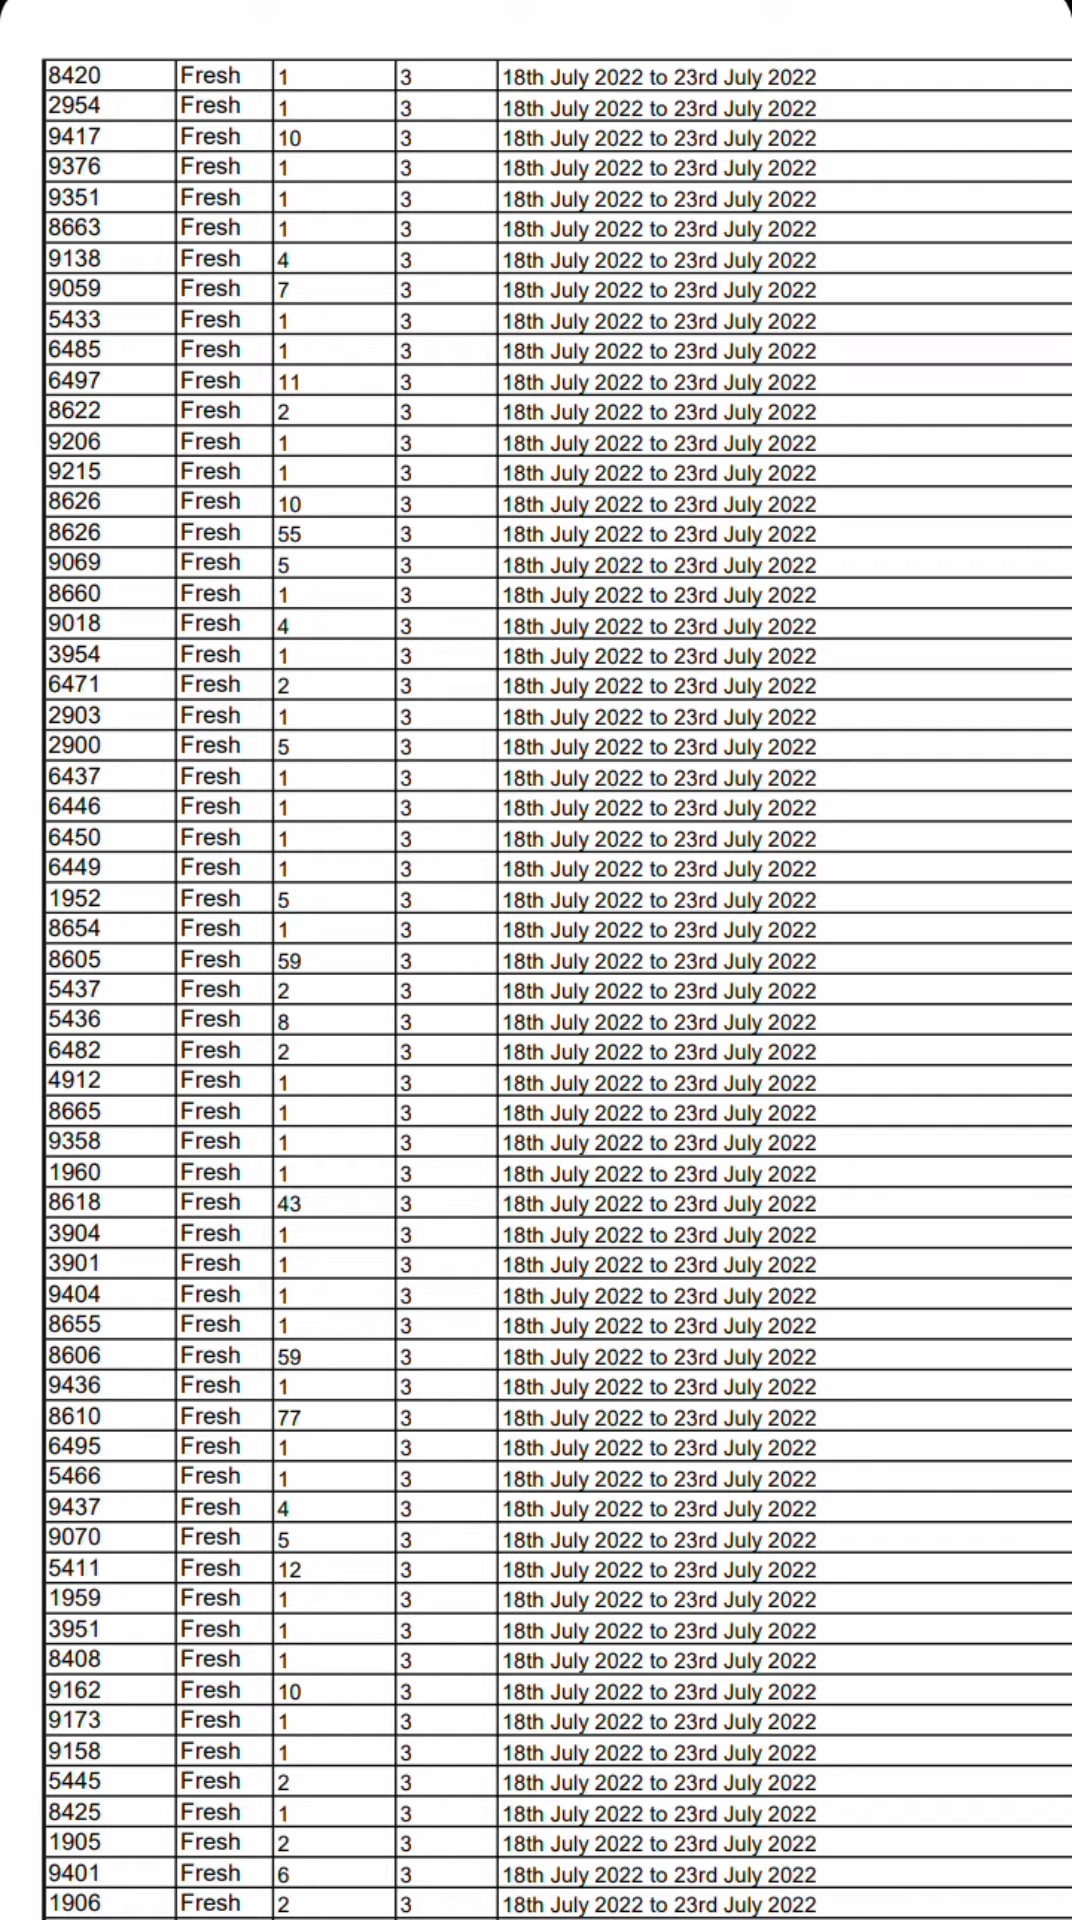 8420 Fresh 1 3 18th July 2022 to 23rd July 2022
2954 Fresh 1 3 18th July 2022 to 23rd July 2022
9417 Fresh 10 3 18th July 2022 to 23rd July 2022
9376 Fresh 1 3 18th July 2022 to 23rd July 2022
9351 Fresh 1 3 18th July 2022 to 23rd July 2022
8663 Fresh 1 3 18th July 2022 to 23rd July 2022
9138 Fresh 4 3 18th July 2022 to 23rd July 2022
9059 Fresh 7 3 18th July 2022 to 23rd July 2022
5433 Fresh 1 3 18th July 2022 to 23rd July 2022
6485 Fresh 1 3 18th July 2022 to 23rd July 2022
6497 Fresh 11 3 18th July 2022 to 23rd July 2022
8622 Fresh 2 3 18th July 2022 to 23rd July 2022
9206 Fresh 1 3 18th July 2022 to 23rd July 2022
9215 Fresh 1 3 18th July 2022 to 23rd July 2022
8626 Fresh 10 3 18th July 2022 to 23rd July 2022
8626 Fresh 55 3 18th July 2022 to 23rd July 2022
9069 Fresh 5 3 18th July 2022 to 23rd July 2022
8660 Fresh 1 3 18th July 2022 to 23rd July 2022
9018 Fresh 4 3 18th July 2022 to 23rd July 2022
3954 Fresh 1 3 18th July 2022 to 23rd July 2022
6471 Fresh 2 3 18th July 2022 to 23rd July 2022
2903 Fresh 1 3 18th July 2022 to 23rd July 2022
2900 Fresh 5 3 18th July 2022 to 23rd July 2022
6437 Fresh 1 3 18th July 2022 to 23rd July 2022
6446 Fresh 1 3 18th July 2022 to 23rd July 2022
6450 Fresh 1 3 18th July 2022 to 23rd July 2022
6449 Fresh 1 3 18th July 2022 to 23rd July 2022
1952 Fresh 5 3 18th July 2022 to 23rd July 2022
8654 Fresh 1 3 18th July 2022 to 23rd July 2022
8605 Fresh 59 3 18th July 2022 to 23rd July 2022
5437 Fresh 2 3 18th July 2022 to 23rd July 2022
5436 Fresh 8 3 18th July 2022 to 23rd July 2022
6482 Fresh 2 3 18th July 2022 to 23rd July 2022
4912 Fresh 1 3 18th July 2022 to 23rd July 2022
8665 Fresh 1 3 18th July 2022 to 23rd July 2022
9358 Fresh 1 3 18th July 2022 to 23rd July 2022
1960 Fresh 1 3 18th July 2022 to 23rd July 2022
8618 Fresh 43 3 18th July 2022 to 23rd July 2022
3904 Fresh 1 3 18th July 2022 to 23rd July 2022
3901 Fresh 1 3 18th July 2022 to 23rd July 2022
9404 Fresh 1 3 18th July 2022 to 23rd July 2022
8655 Fresh 1 3 18th July 2022 to 23rd July 2022
8606 Fresh 59 3 18th July 2022 to 23rd July 2022
9436 Fresh 1 3 18th July 2022 to 23rd July 2022
8610 Fresh 77 3 18th July 2022 to 23rd July 2022
6495 Fresh 1 3 18th July 2022 to 23rd July 2022
5466 Fresh 1 3 18th July 2022 to 23rd July 2022
9437 Fresh 4 3 18th July 2022 to 23rd July 2022
9070 Fresh 5 3 18th July 2022 to 23rd July 2022
5411 Fresh 12 3 18th July 2022 to 23rd July 2022
1959 Fresh 1 3 18th July 2022 to 23rd July 2022
3951 Fresh 1 3 18th July 2022 to 23rd July 2022
8408 Fresh 1 3 18th July 2022 to 23rd July 2022
9162 Fresh 10 3 18th July 2022 to 23rd July 2022
9173 Fresh 1 3 18th July 2022 to 23rd July 2022
9158 Fresh 1 3 18th July 2022 to 23rd July 2022
5445 Fresh 2 3 18th July 2022 to 23rd July 2022
8425 Fresh 1 3 18th July 2022 to 23rd July 2022
1905 Fresh 2 3 18th July 2022 to 23rd July 2022
9401 Fresh 6 3 18th July 2022 to 23rd July 2022
1906 Fresh 2 3 18th July 2022 to 23rd July 2022